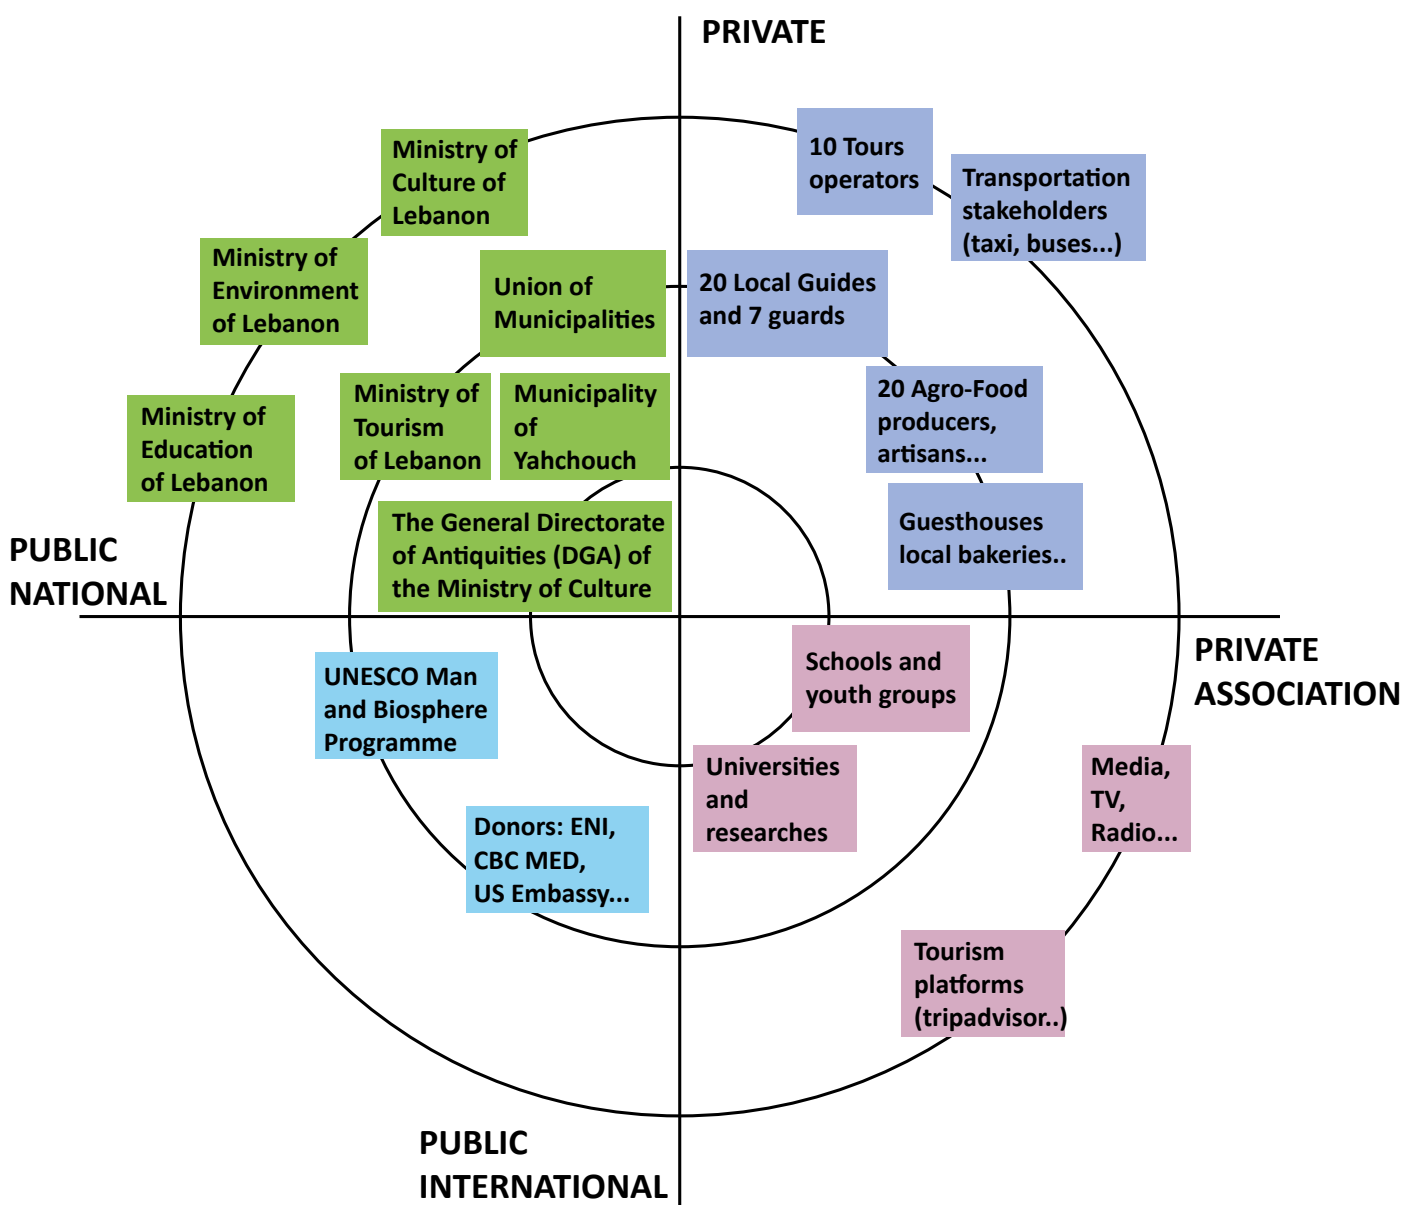 PRIVATE
10 Tours
operators
Ministry of
Culture of
Lebanon
Transportation
stakeholders
(taxi, buses...)
Ministry of
Environment
of Lebanon
Union of
Municipalities
20 Local Guides
and 7 guards
Ministry of
Education
of Lebanon
Ministry of
Tourism
of Lebanon
Municipality
of
Yahchouch
20 Agro-Food
producers,
artisans...
The General Directorate
of Antiquities (DGA) of
the Ministry of Culture
Guesthouses
local bakeries..
PUBLIC
NATIONAL
PRIVATE
ASSOCIATION
UNESCO Man
and Biosphere
Programme
Schools and
youth groups
Universities
and
researches
Media,
TV,
Radio...
Donors: ENI,
CBC MED,
US Embassy...
Tourism
platforms
(tripadvisor..)
PUBLIC
INTERNATIONAL